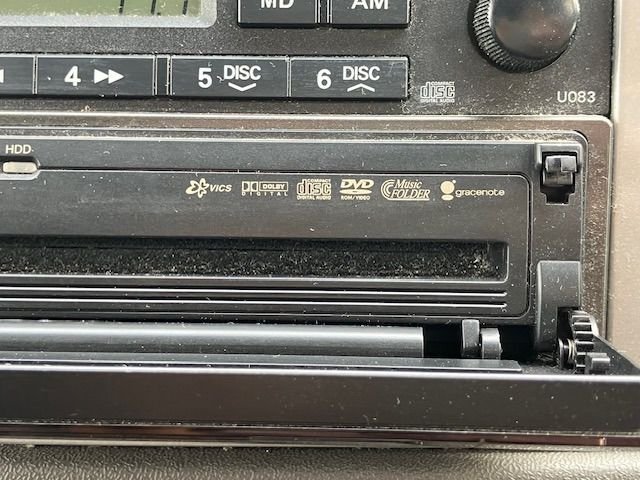 MD AM
4 5 DISC 6 DISC
COMPACT disc DIGITAL AUDIO
U083
HDD
VICS DOLBY DIGITAL COMPACT disc DIGITAL AUDIO DVD ROM/VIDEO Music FOLDER gracenote